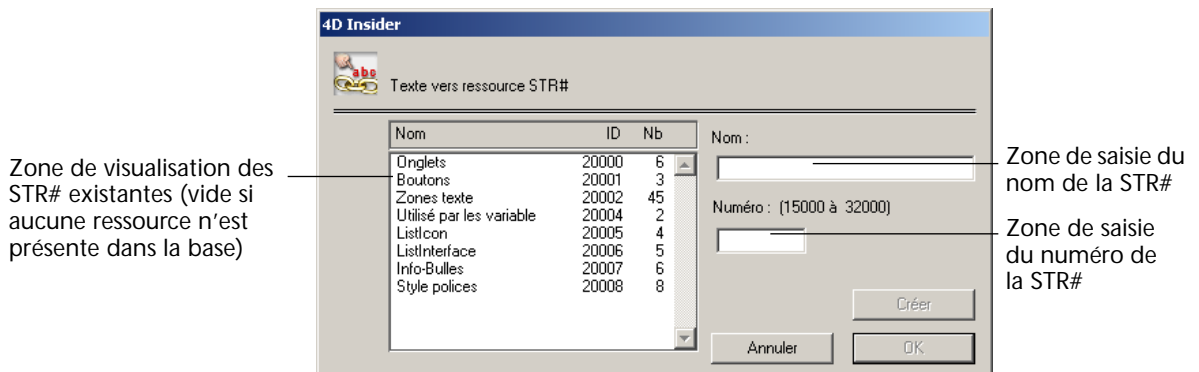 4D Insider
abc
Texte vers ressource STR#
Nom ID Nb
Onglets 20000 6
Boutons 20001 3
Zones texte 20002 45
Utilisé par les variable 20004 2
ListIcon 20005 4
ListInterface 20006 5
Info-Bulles 20007 6
Style polices 20008 8
Nom :
Numéro : (15000 à 32000)
Créer
Annuler
OK
Zone de visualisation des
STR# existantes (vide si
aucune ressource n'est
présente dans la base)
Zone de saisie du
nom de la STR#
Zone de saisie
du numéro de
la STR#